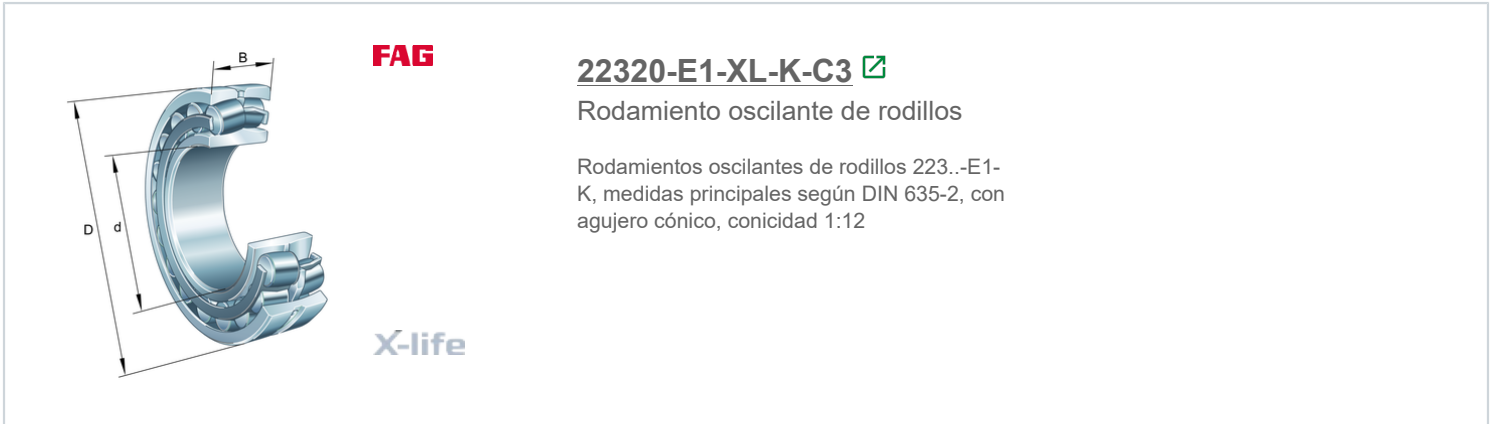 B
D
d
FAG
X-life
22320-E1-XL-K-C3
Rodamiento oscilante de rodillos
Rodamientos oscilantes de rodillos 223..-E1-
K, medidas principales según DIN 635-2, con
agujero cónico, conicidad 1:12